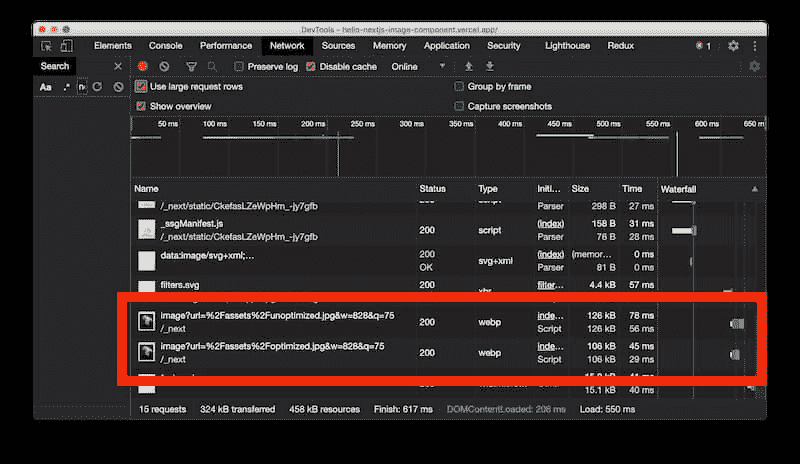 DevTools - hello-nextjs-image-component.vercel.app/
Elements Console Performance Network Sources Memory Application Security Lighthouse Redux 1
Search
Aa .*
Preserve log Disable cache Online
Use large request rows Group by frame
Show overview Capture screenshots
50 ms 100 ms 150 ms 200 ms 250 ms 300 ms 350 ms 400 ms 450 ms 500 ms 550 ms 600 ms 650 m
Name Status Type Initi... Size Time Waterfall
/_next/static/CkefasLZeWpHm_-jy7gfb Parser 298 B 27 ms
_ssgManifest.js 200 script (index) 158 B 31 ms
/_next/static/CkefasLZeWpHm_-jy7gfb Parser 76 B 28 ms
data:image/svg+xml;... 200 svg+xml (index) (memor... 0 ms
OK Parser 81 B 0 ms
filters.svg filter... 4.4 kB 57 ms
image?url=%2Fassets%2Funoptimized.jpg&w=828&q=75 200 webp inde... 126 kB 78 ms
/_next Script 126 kB 56 ms
image?url=%2Fassets%2Foptimized.jpg&w=828&q=75 200 webp inde... 106 kB 45 ms
/_next Script 106 kB 29 ms
15.1 kB 40 ms
15 requests 324 kB transferred 458 kB resources Finish: 617 ms DOMContentLoaded: 206 ms Load: 550 ms